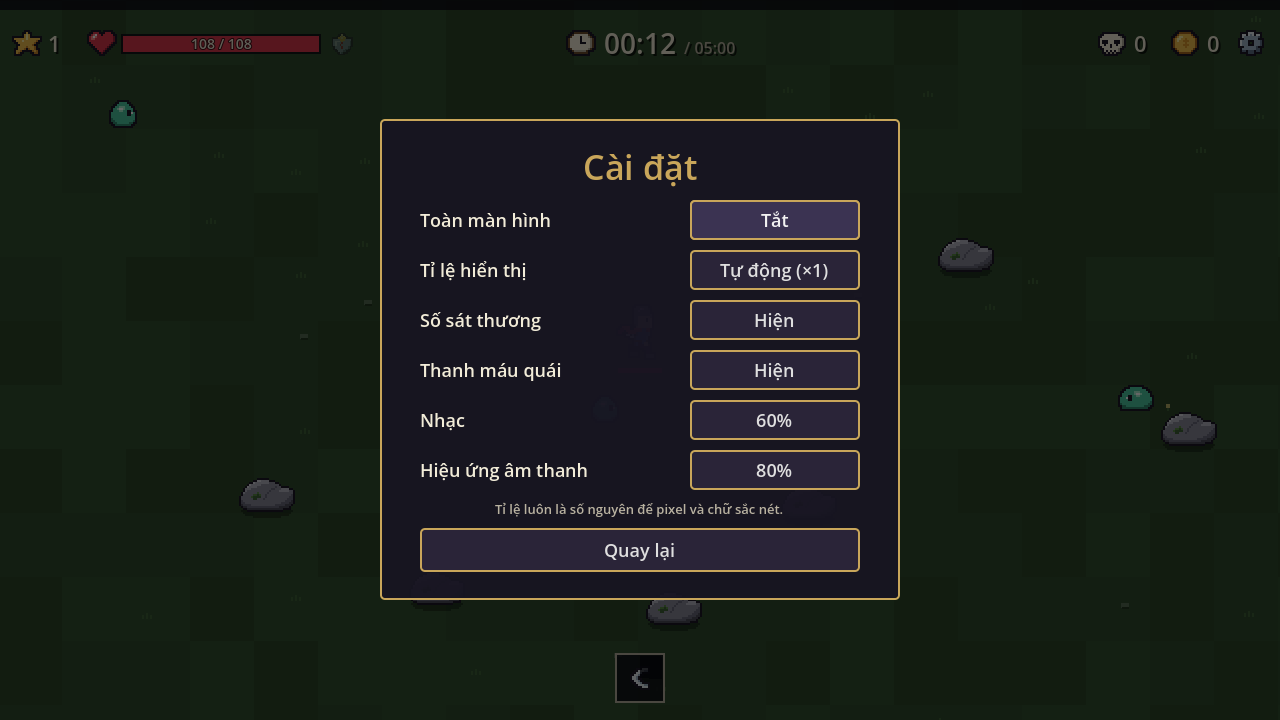 1
108 / 108
00:12 / 05:00
0
0
Cài đặt
Toàn màn hình Tắt
Tỉ lệ hiển thị Tự động (×1)
Số sát thương Hiện
Thanh máu quái Hiện
Nhạc 60%
Hiệu ứng âm thanh 80%
Tỉ lệ luôn là số nguyên để pixel và chữ sắc nét.
Quay lại